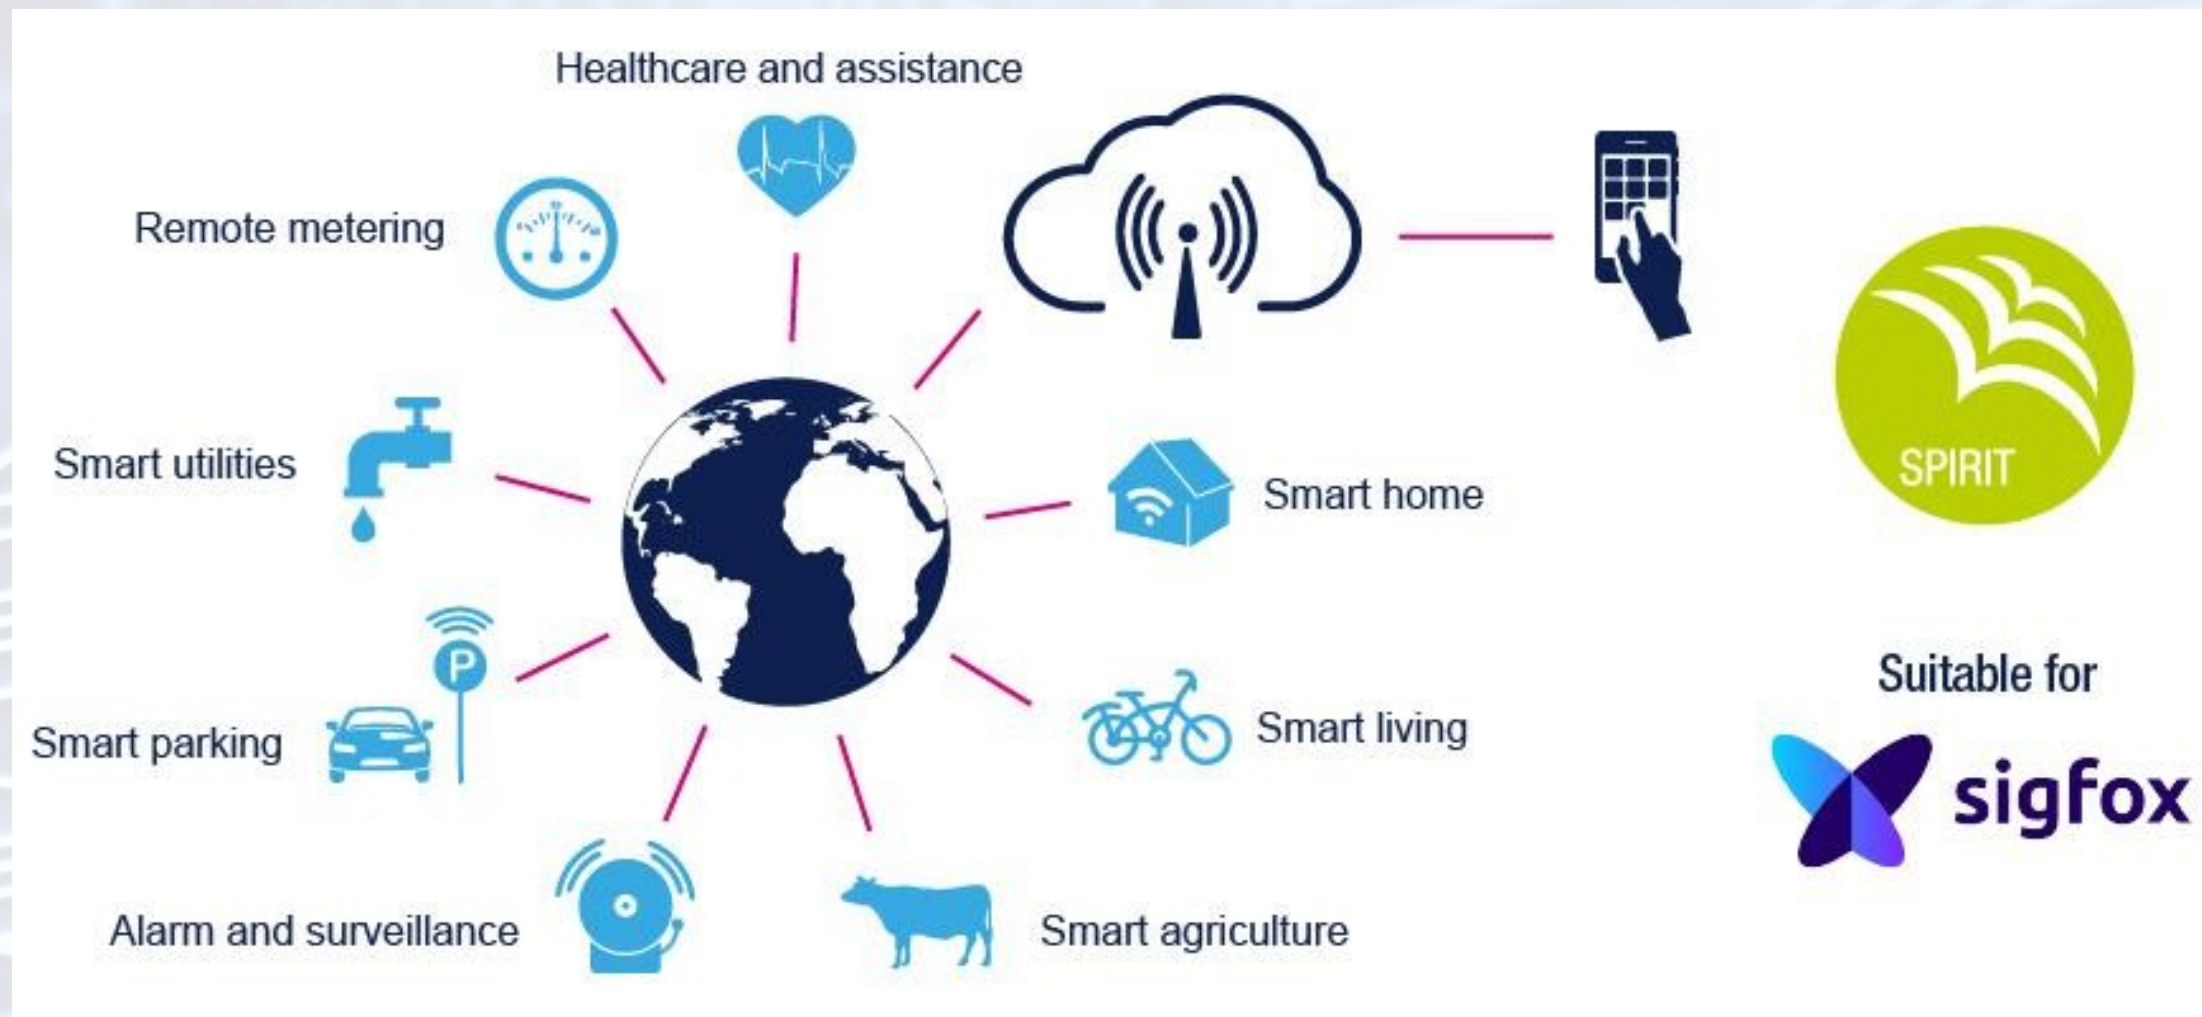 Healthcare and assistance
Remote metering
Smart utilities
Smart home
SPIRIT
P
Smart parking
Smart living
Suitable for
sigfox
Alarm and surveillance
Smart agriculture